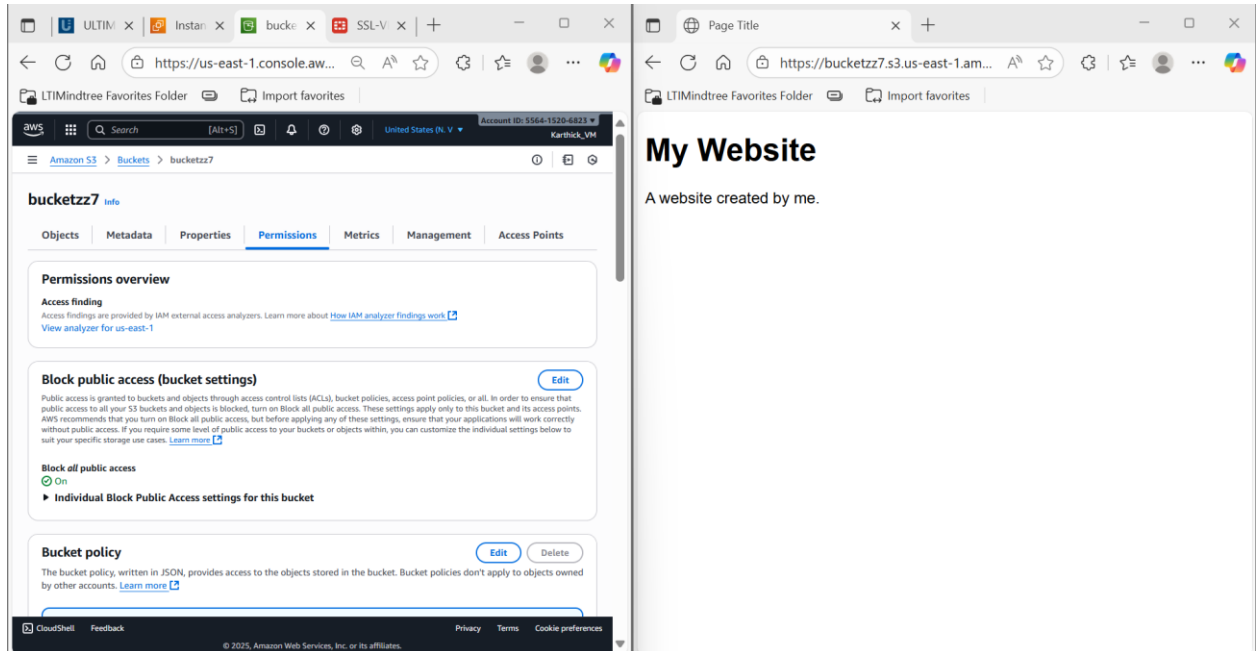 ULTIM
Instan
bucke
SSL-V
https://us-east-1.console.aw...
LTIMindtree Favorites Folder
Import favorites
aws
Search
[Alt+S]
United States (N. V
Account ID: 5564-1520-6823
Karthick_VM
Amazon S3 > Buckets > bucketzz7
bucketzz7 Info
Objects Metadata Properties Permissions Metrics Management Access Points
Permissions overview
Access finding
Access findings are provided by IAM external access analyzers. Learn more about How IAM analyzer findings work
View analyzer for us-east-1
Block public access (bucket settings)
Edit
Public access is granted to buckets and objects through access control lists (ACLs), bucket policies, access point policies, or all. In order to ensure that
public access to all your S3 buckets and objects is blocked, turn on Block all public access. These settings apply only to this bucket and its access points.
AWS recommends that you turn on Block all public access, but before applying any of these settings, ensure that your applications will work correctly
without public access. If you require some level of public access to your buckets or objects within, you can customize the individual settings below to
suit your specific storage use cases. Learn more
Block all public access
On
Individual Block Public Access settings for this bucket
Bucket policy
Edit
Delete
The bucket policy, written in JSON, provides access to the objects stored in the bucket. Bucket policies don't apply to objects owned
by other accounts. Learn more
CloudShell Feedback Privacy Terms Cookie preferences
© 2025, Amazon Web Services, Inc. or its affiliates.
Page Title
https://bucketzz7.s3.us-east-1.am...
LTIMindtree Favorites Folder
Import favorites
My Website
A website created by me.